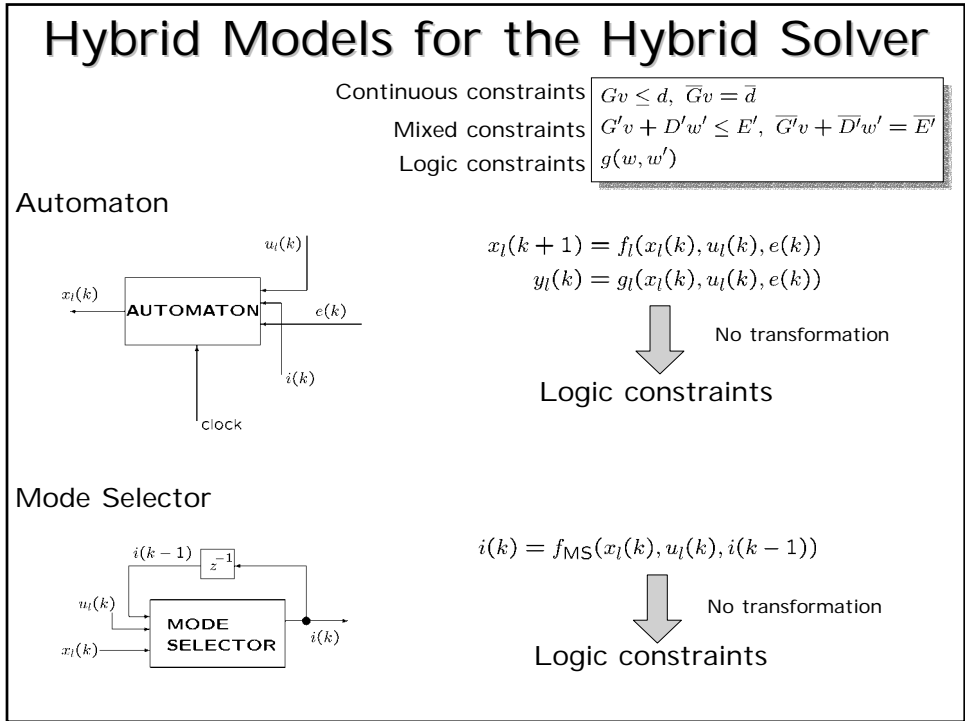 Hybrid Models for the Hybrid Solver
Continuous constraints Gv ≤ d, G̅v = d̅
Mixed constraints G′v + D′w′ ≤ E′, G̅′v + D̅′w′ = E̅′
Logic constraints g(w, w′)
Automaton
u_l(k)
x_l(k)
AUTOMATON
e(k)
i(k)
clock
x_l(k + 1) = f_l(x_l(k), u_l(k), e(k))
y_l(k) = g_l(x_l(k), u_l(k), e(k))
No transformation
Logic constraints
Mode Selector
i(k − 1)
z⁻¹
u_l(k)
x_l(k)
MODE
SELECTOR
i(k)
i(k) = f_MS(x_l(k), u_l(k), i(k − 1))
No transformation
Logic constraints